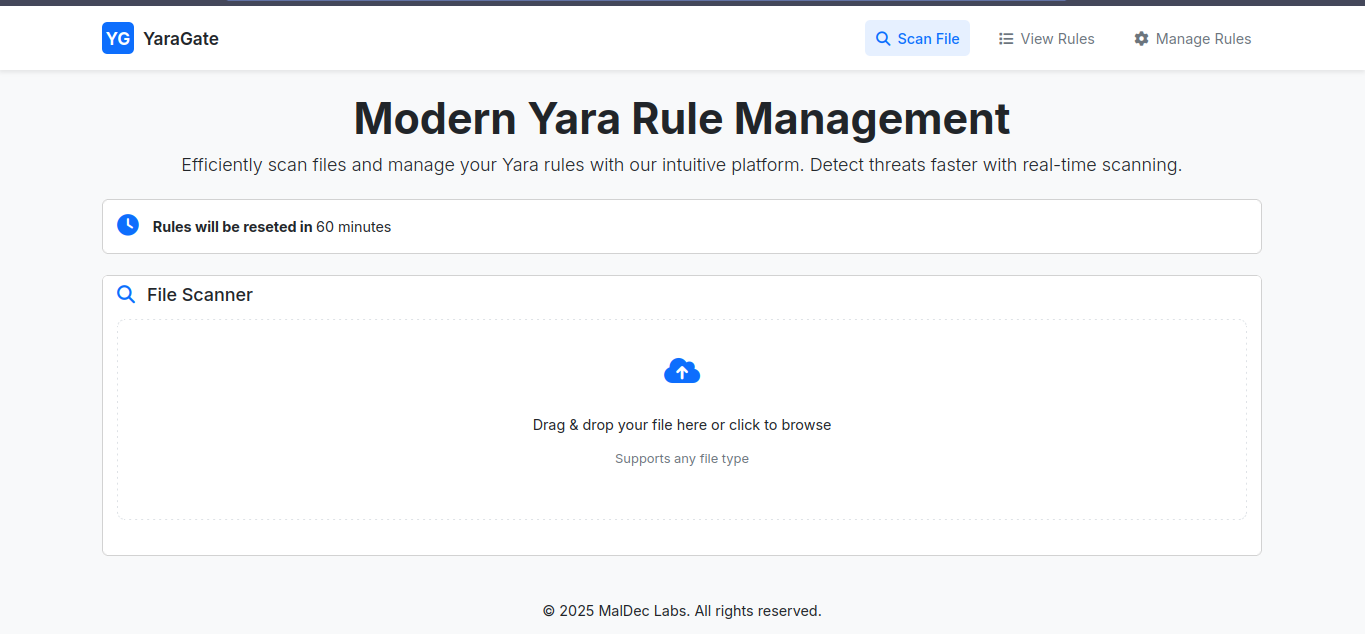 YG YaraGate Scan File View Rules Manage Rules
Modern Yara Rule Management
Efficiently scan files and manage your Yara rules with our intuitive platform. Detect threats faster with real-time scanning.
Rules will be reseted in 60 minutes
File Scanner
Drag & drop your file here or click to browse
Supports any file type
© 2025 MalDec Labs. All rights reserved.